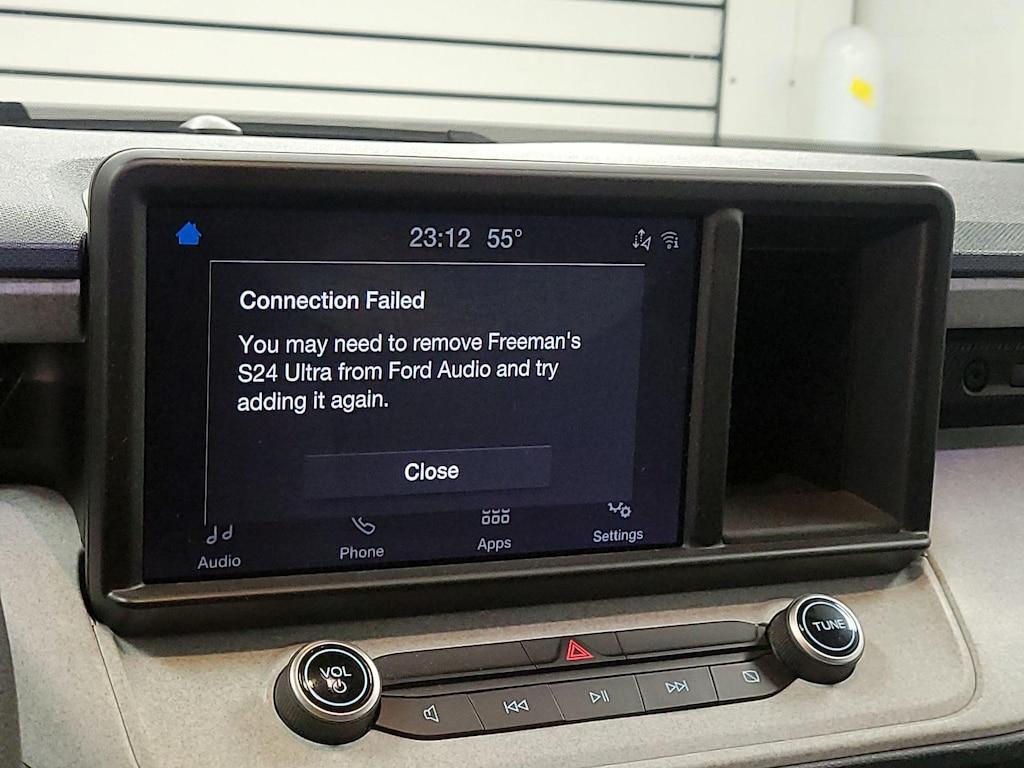 23:12 55°
Connection Failed
You may need to remove Freeman's
S24 Ultra from Ford Audio and try
adding it again.
Close
Audio
Phone
Apps
Settings
VOL
TUNE